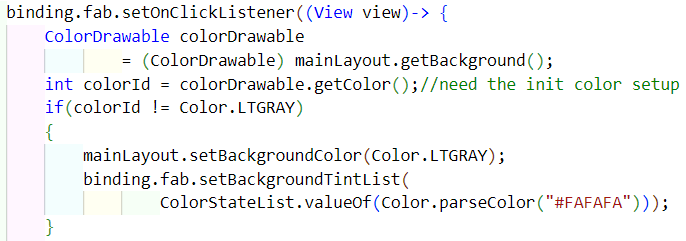 binding.fab.setOnClickListener((View view)-> {
    ColorDrawable colorDrawable
            = (ColorDrawable) mainLayout.getBackground();
    int colorId = colorDrawable.getColor();//need the init color setup
    if(colorId != Color.LTGRAY)
    {
        mainLayout.setBackgroundColor(Color.LTGRAY);
        binding.fab.setBackgroundTintList(
                ColorStateList.valueOf(Color.parseColor("#FAFAFA")));
    }